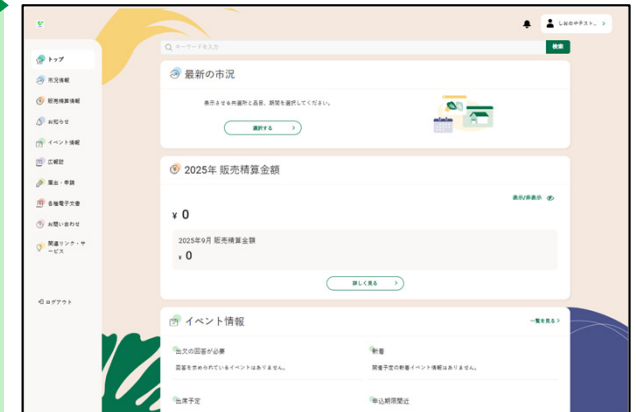 しおのやテスト... >
キーワードを入力
検索
トップ
市況情報
販売精算情報
お知らせ
イベント情報
広報誌
届出・申請
各種電子文書
お問い合わせ
関連リンク・サ
ービス
ログアウト
最新の市況
表示させる共選所と品目、期間を選択してください。
選択する >
2025年 販売精算金額
表示/非表示
¥ 0
2025年9月 販売精算金額
¥ 0
詳しく見る >
イベント情報
一覧を見る >
出欠の回答が必要
回答を求められているイベントはありません。
新着
開催予定の新着イベント情報はありません。
出席予定
申込期限間近